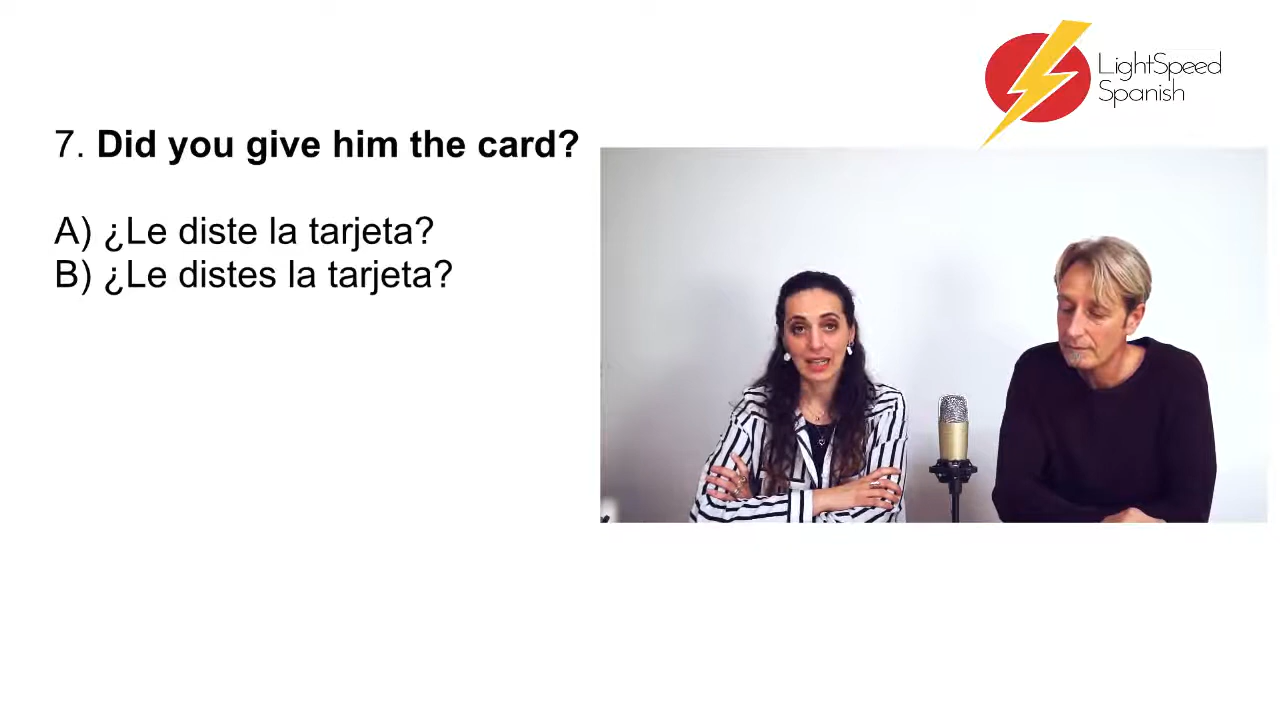 LightSpeed
Spanish
7. Did you give him the card?
A) ¿Le diste la tarjeta?
B) ¿Le distes la tarjeta?